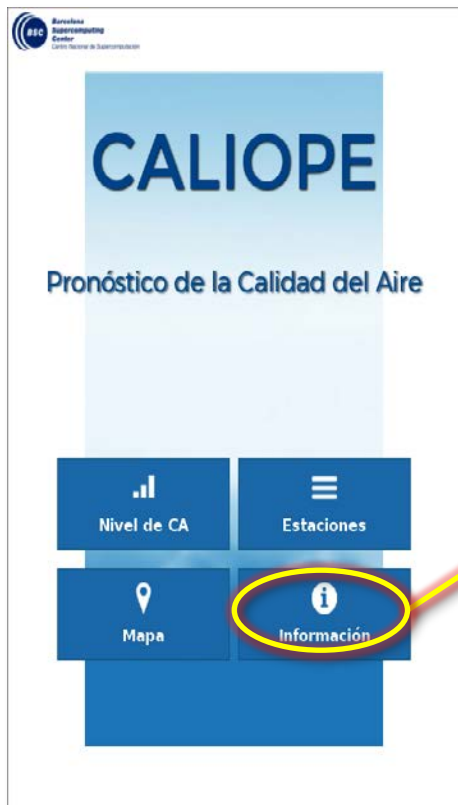 BSC
Barcelona
Supercomputing
Center
Centro Nacional de Supercomputación
CALIOPE
Pronóstico de la Calidad del Aire
Nivel de CA
Estaciones
Mapa
Información